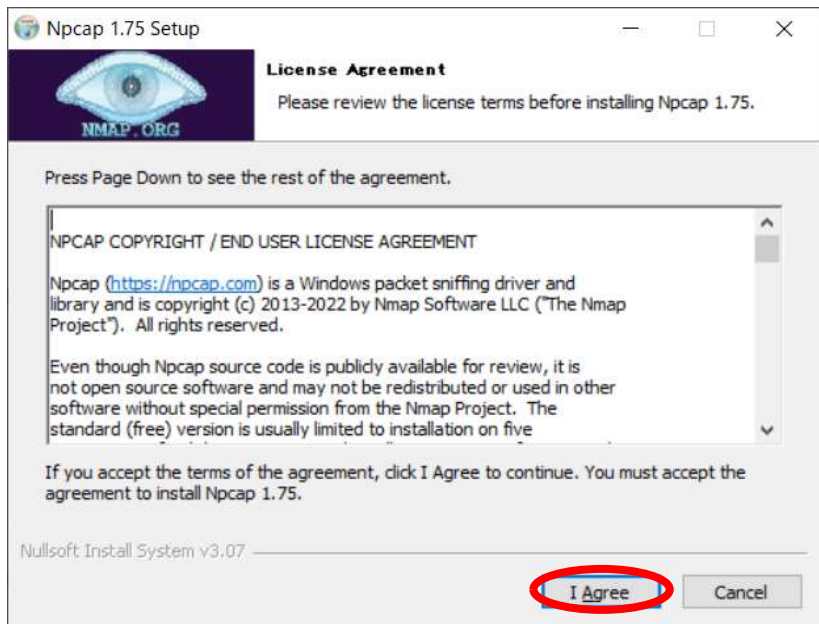 Npcap 1.75 Setup
License Agreement
Please review the license terms before installing Npcap 1.75.
NMAP.ORG
Press Page Down to see the rest of the agreement.
NPCAP COPYRIGHT / END USER LICENSE AGREEMENT
Npcap (https://npcap.com) is a Windows packet sniffing driver and
library and is copyright (c) 2013-2022 by Nmap Software LLC ("The Nmap
Project").  All rights reserved.
Even though Npcap source code is publicly available for review, it is
not open source software and may not be redistributed or used in other
software without special permission from the Nmap Project.  The
standard (free) version is usually limited to installation on five
If you accept the terms of the agreement, click I Agree to continue. You must accept the
agreement to install Npcap 1.75.
Nullsoft Install System v3.07
I Agree
Cancel